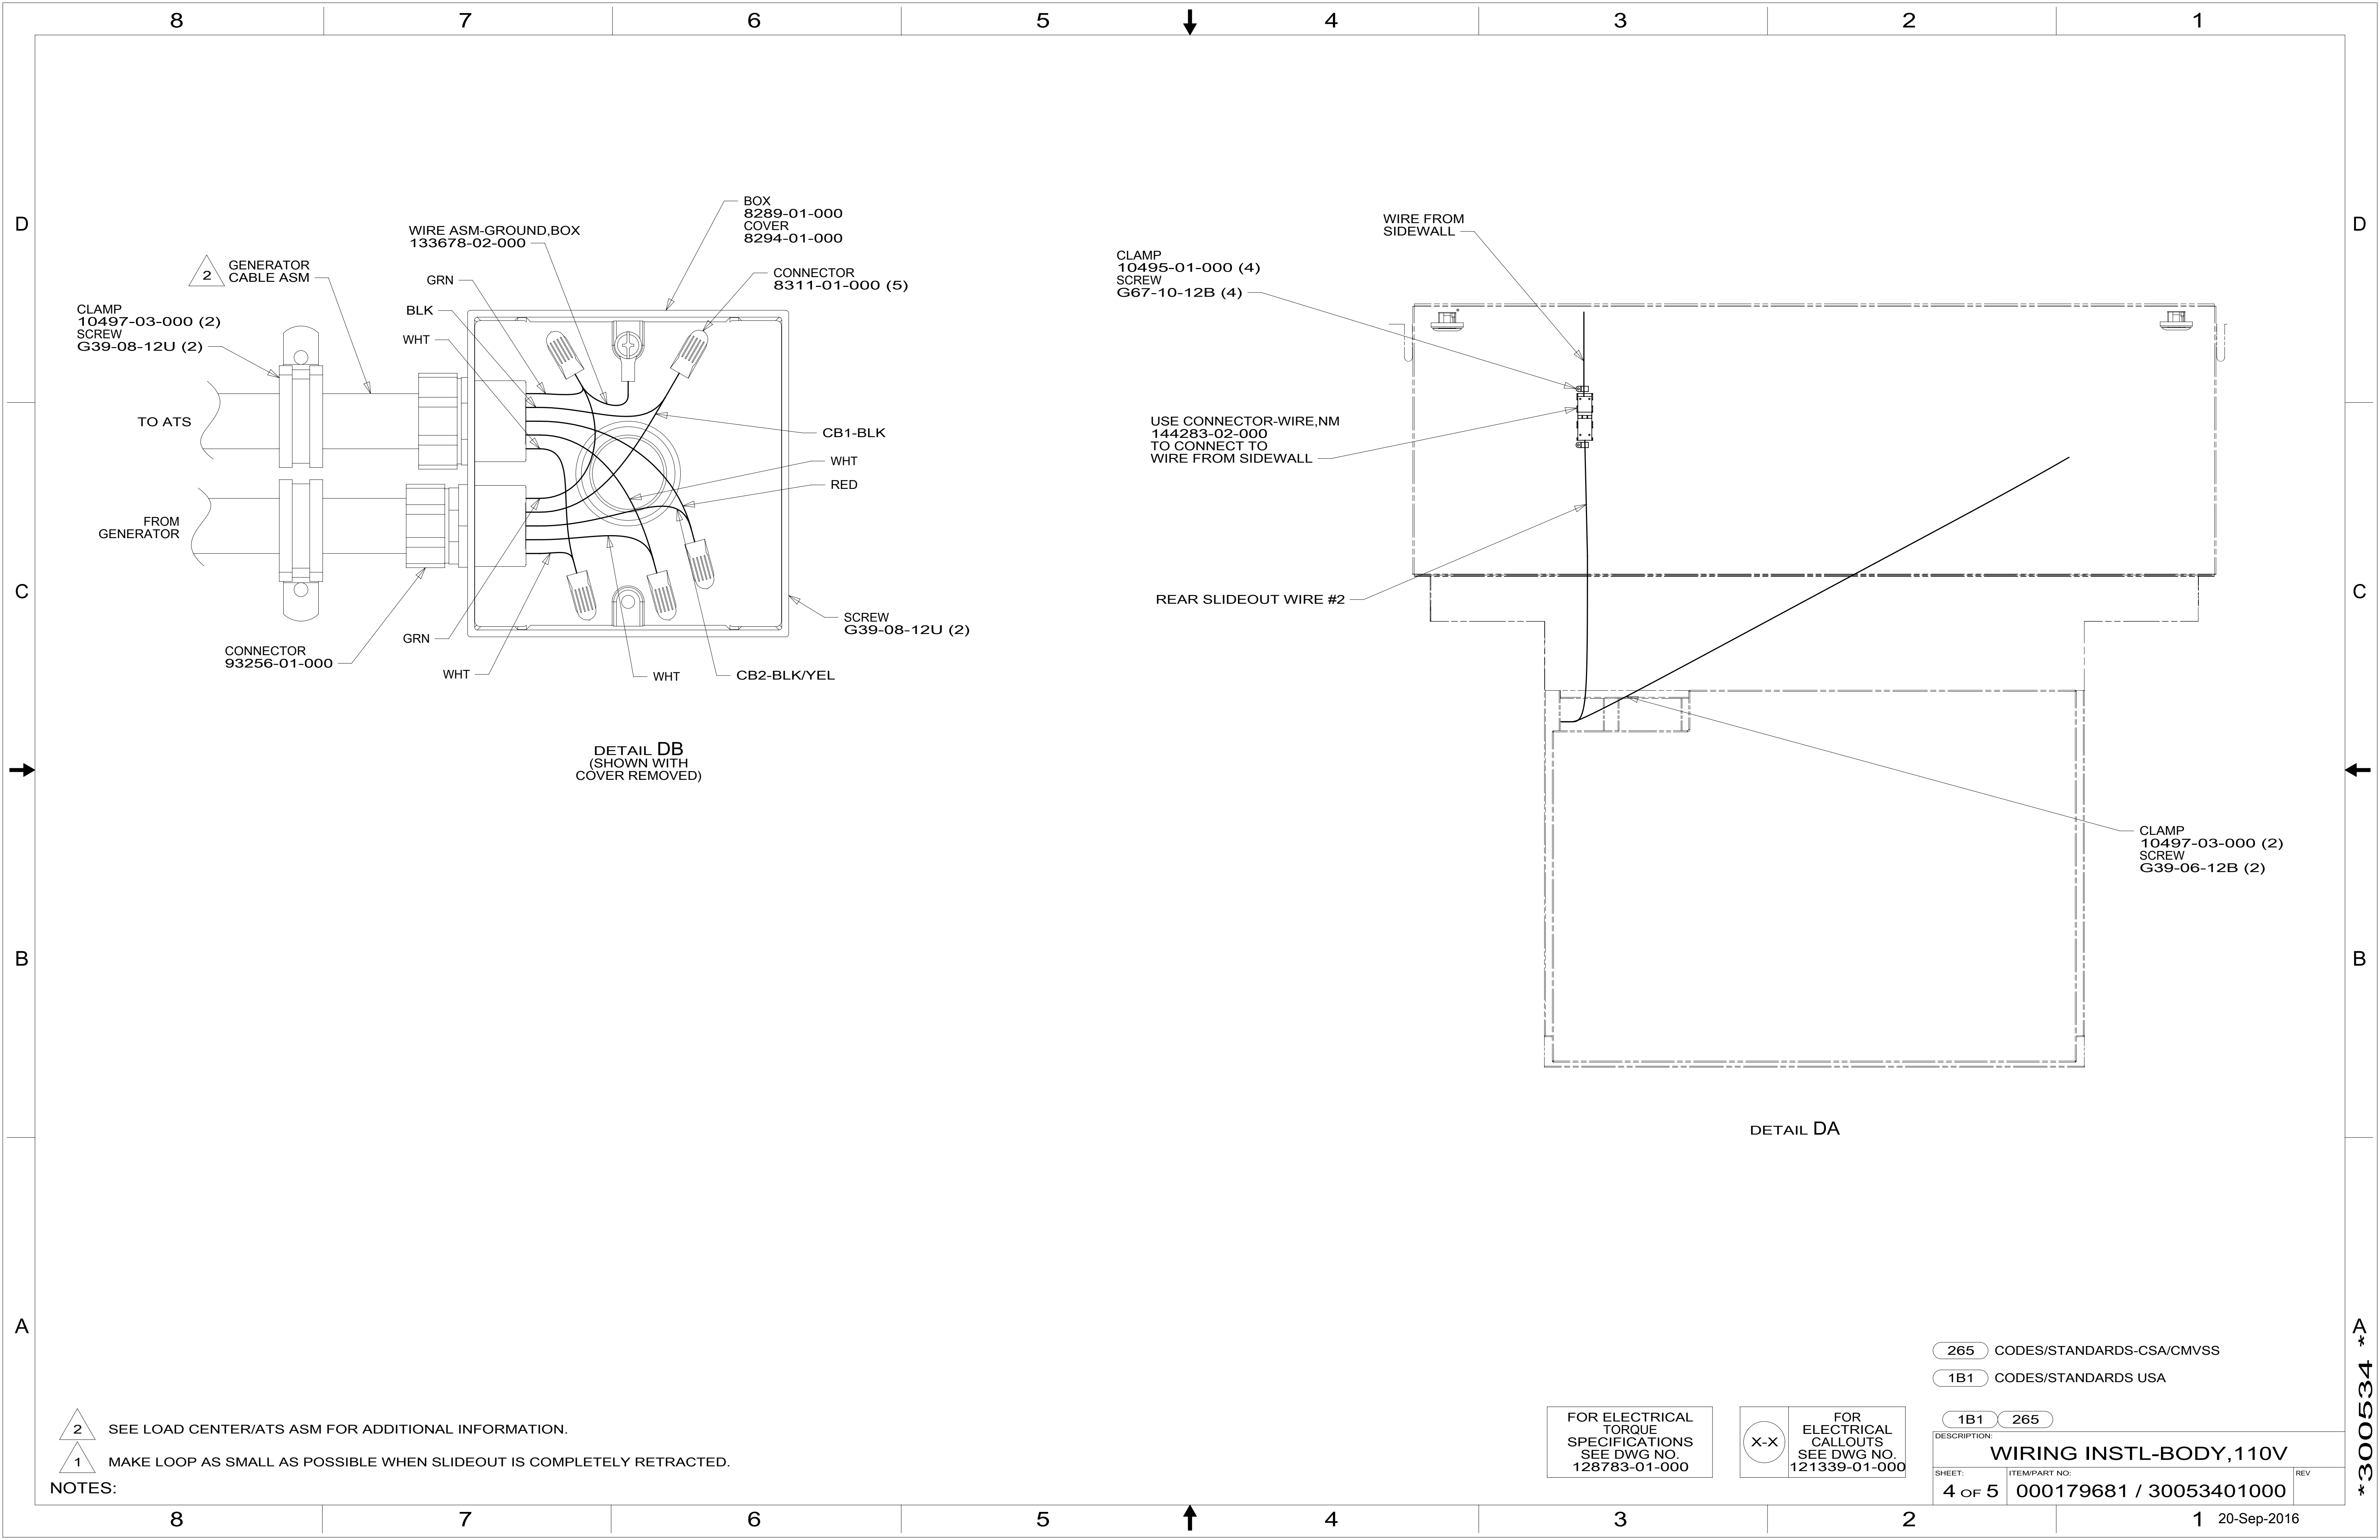 8 7 6 5 4 3 2 1
D
D
BOX
8289-01-000
COVER
8294-01-000
WIRE ASM-GROUND,BOX
133678-02-000
2
GENERATOR
CABLE ASM
GRN
CONNECTOR
8311-01-000 (5)
CLAMP
10497-03-000 (2)
SCREW
G39-08-12U (2)
BLK
WHT
TO ATS
CB1-BLK
WHT
RED
FROM
GENERATOR
SCREW
G39-08-12U (2)
GRN
CONNECTOR
93256-01-000
WHT
WHT
CB2-BLK/YEL
DETAIL DB
(SHOWN WITH
COVER REMOVED)
WIRE FROM
SIDEWALL
CLAMP
10495-01-000 (4)
SCREW
G67-10-12B (4)
USE CONNECTOR-WIRE,NM
144283-02-000
TO CONNECT TO
WIRE FROM SIDEWALL
REAR SLIDEOUT WIRE #2
CLAMP
10497-03-000 (2)
SCREW
G39-06-12B (2)
DETAIL DA
C
C
B
B
A
A
265 CODES/STANDARDS-CSA/CMVSS
1B1 CODES/STANDARDS USA
1B1 265
2 SEE LOAD CENTER/ATS ASM FOR ADDITIONAL INFORMATION.
1 MAKE LOOP AS SMALL AS POSSIBLE WHEN SLIDEOUT IS COMPLETELY RETRACTED.
NOTES:
FOR ELECTRICAL
TORQUE
SPECIFICATIONS
SEE DWG NO.
128783-01-000
X-X
FOR
ELECTRICAL
CALLOUTS
SEE DWG NO.
121339-01-000
DESCRIPTION:
WIRING INSTL-BODY,110V
SHEET:
4 OF 5
ITEM/PART NO:
000179681 / 30053401000
REV
*300534 *
8 7 6 5 4 3 2 1
20-Sep-2016